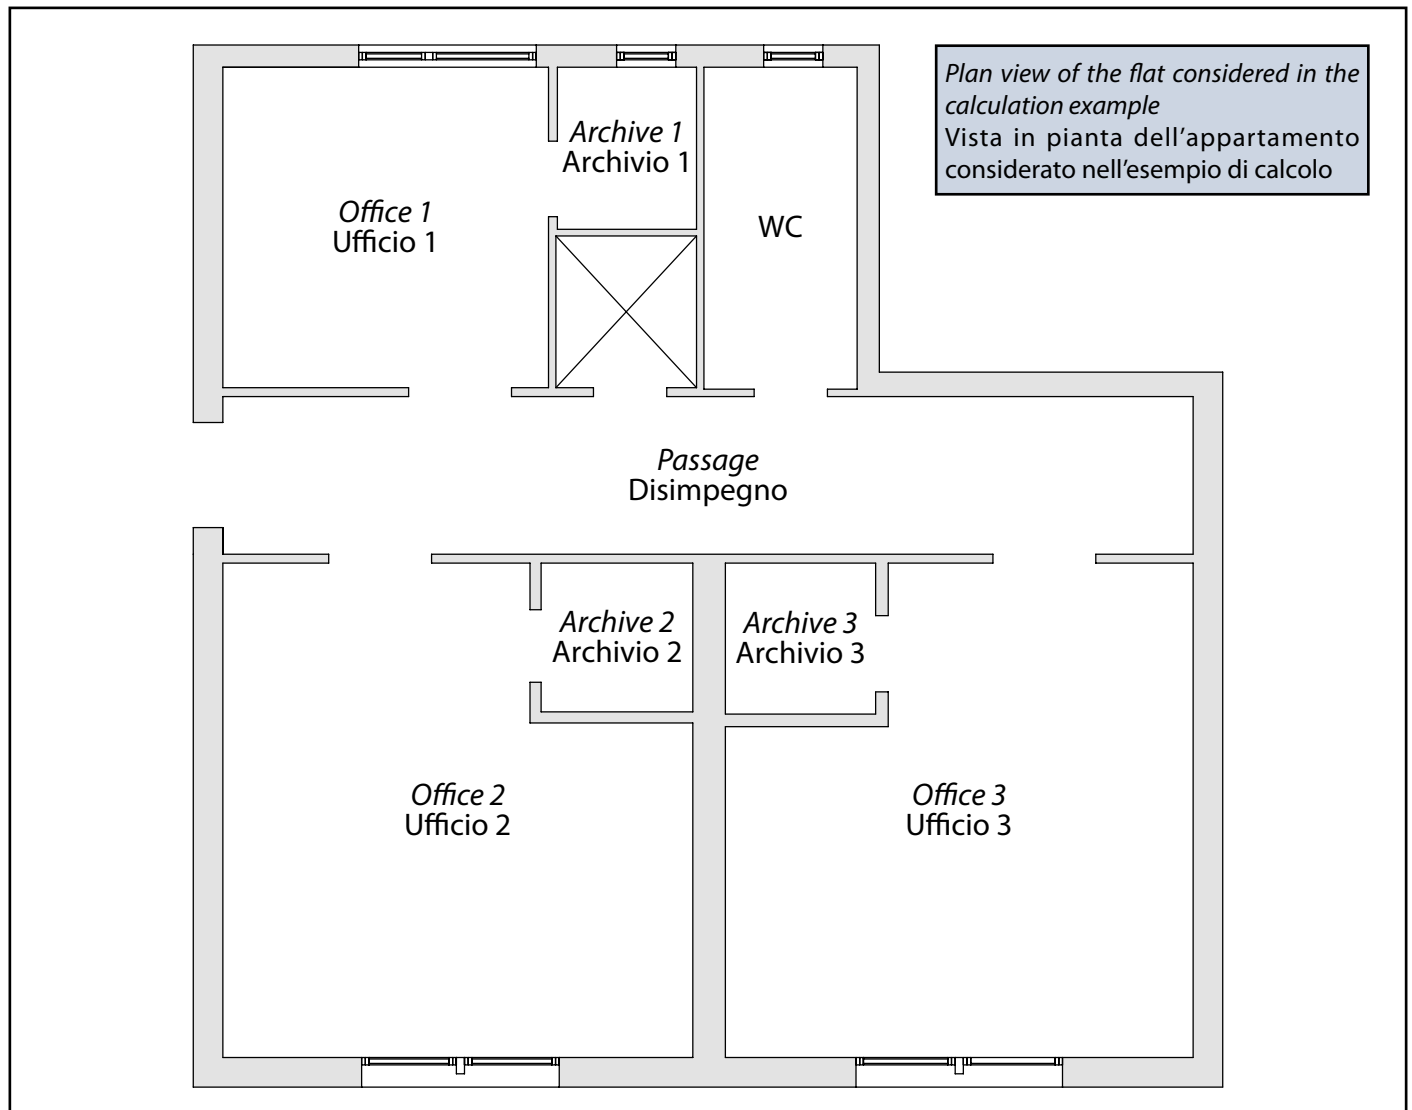 Plan view of the flat considered in the
calculation example
Vista in pianta dell’appartamento
considerato nell’esempio di calcolo
Archive 1
Archivio 1
Office 1
Ufficio 1
WC
Passage
Disimpegno
Archive 2
Archivio 2
Archive 3
Archivio 3
Office 2
Ufficio 2
Office 3
Ufficio 3